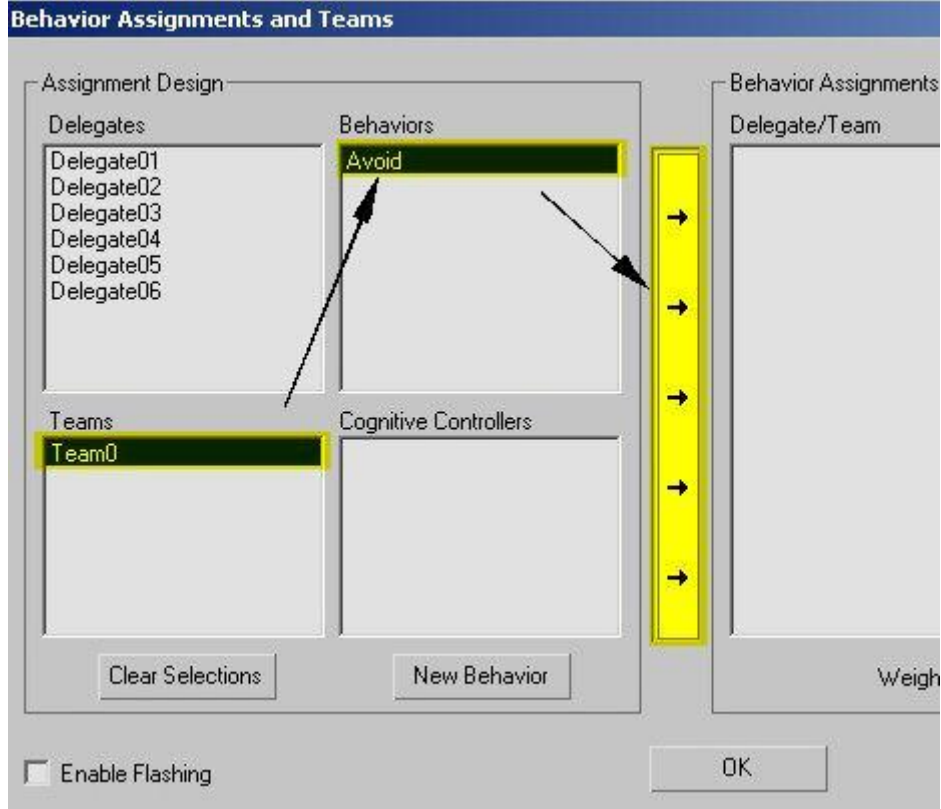 Behavior Assignments and Teams
Assignment Design
Behavior Assignments
Delegates
Behaviors
Delegate/Team
Delegate01
Delegate02
Delegate03
Delegate04
Delegate05
Delegate06
Avoid
Teams
Cognitive Controllers
Team0
Clear Selections
New Behavior
Weigh
Enable Flashing
OK